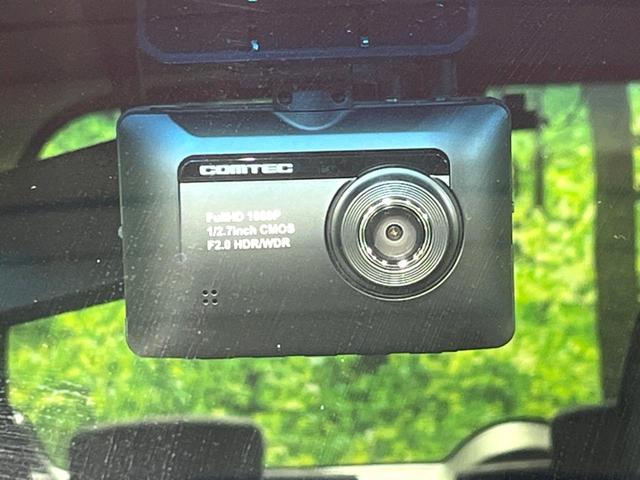 COMTEC
FullHD 1080P
1/2.7inch CMOS
F2.0 HDR/WDR